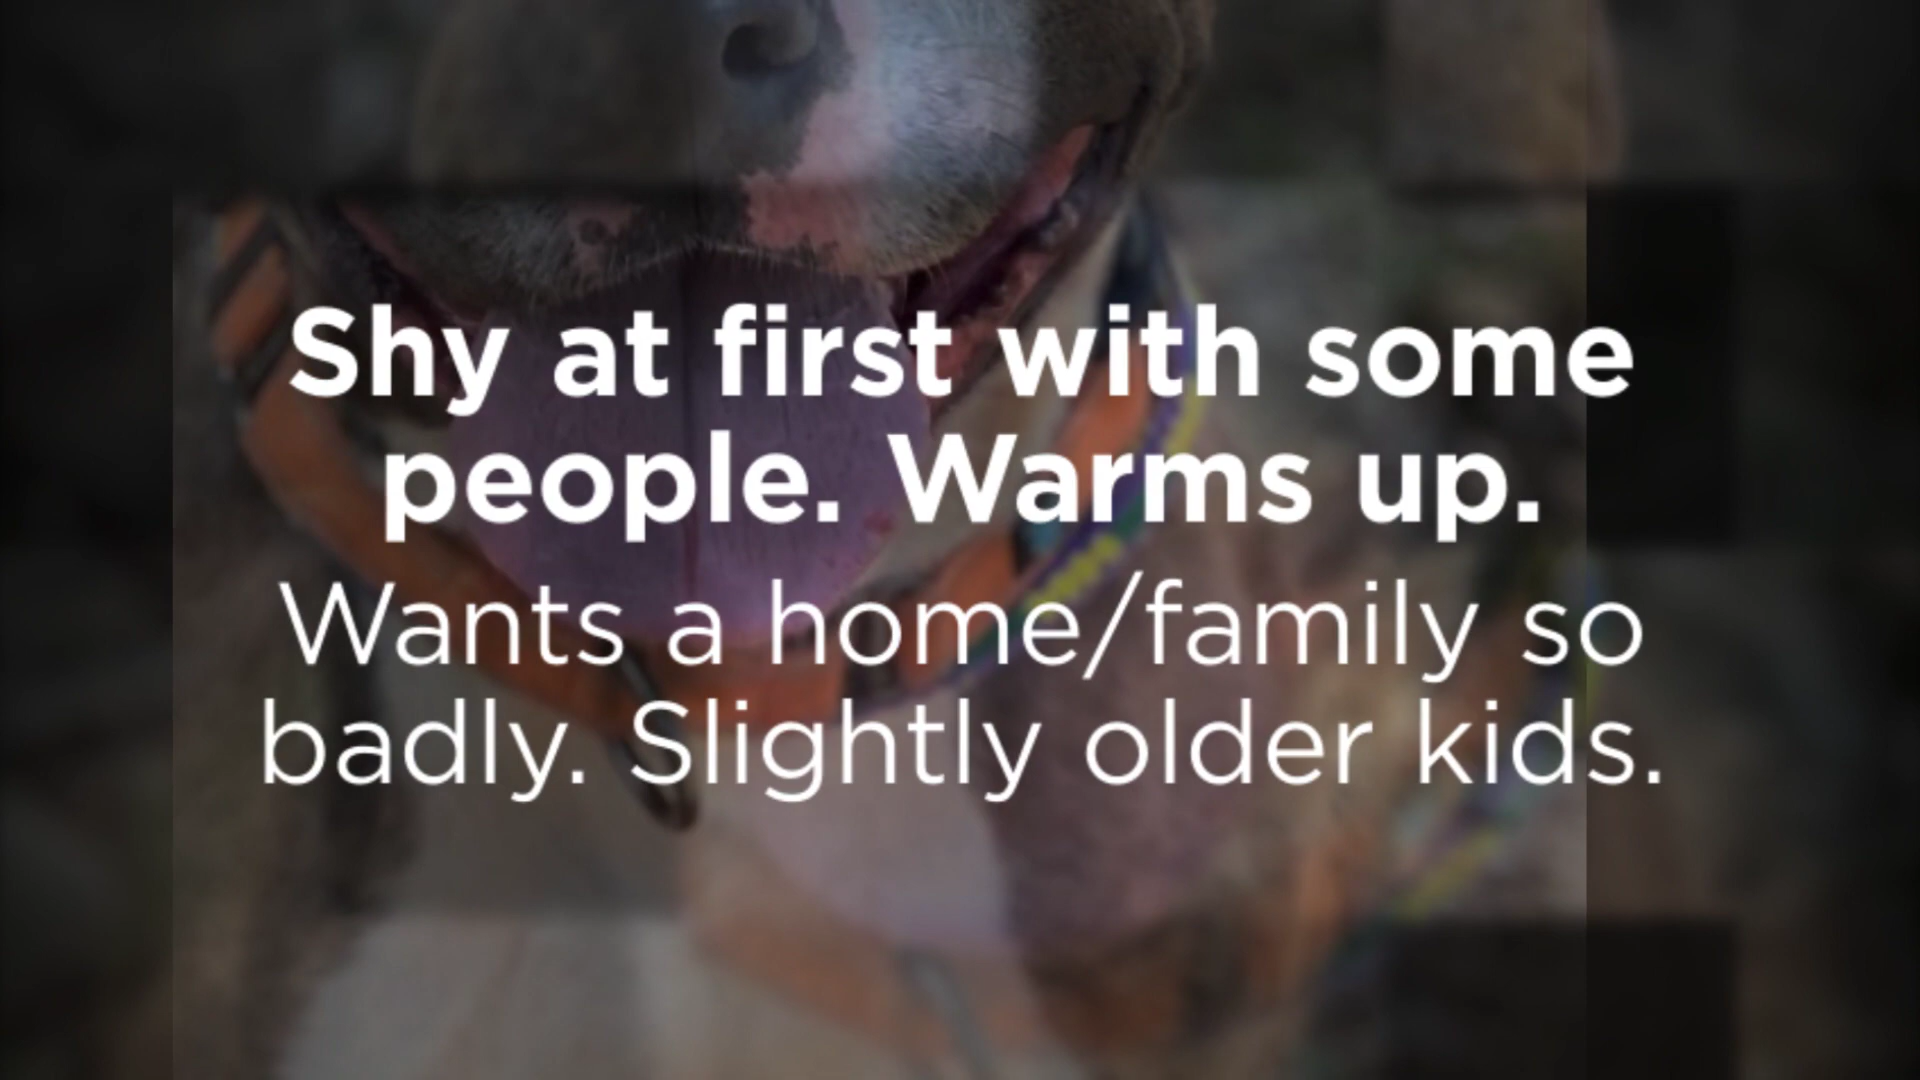 Shy at first with some
people. Warms up.
Wants a home/family so
badly. Slightly older kids.